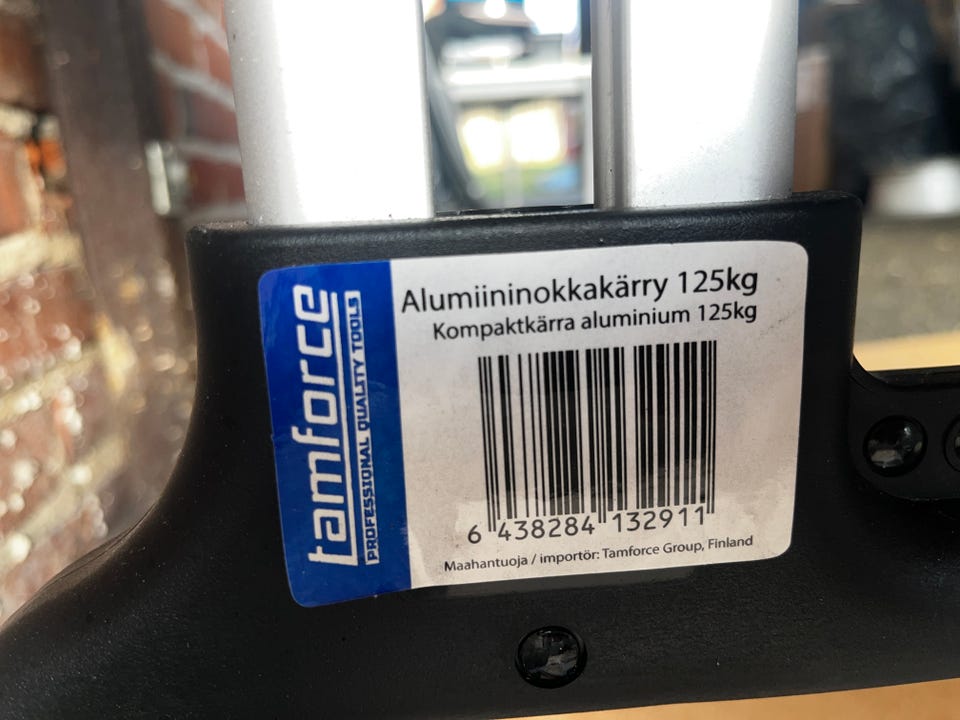 tamforce
PROFESSIONAL QUALITY TOOLS
Alumiininokkakärry 125kg
Kompaktkärra aluminium 125kg
6 438284 132911
Maahantuoja / importör: Tamforce Group, Finland